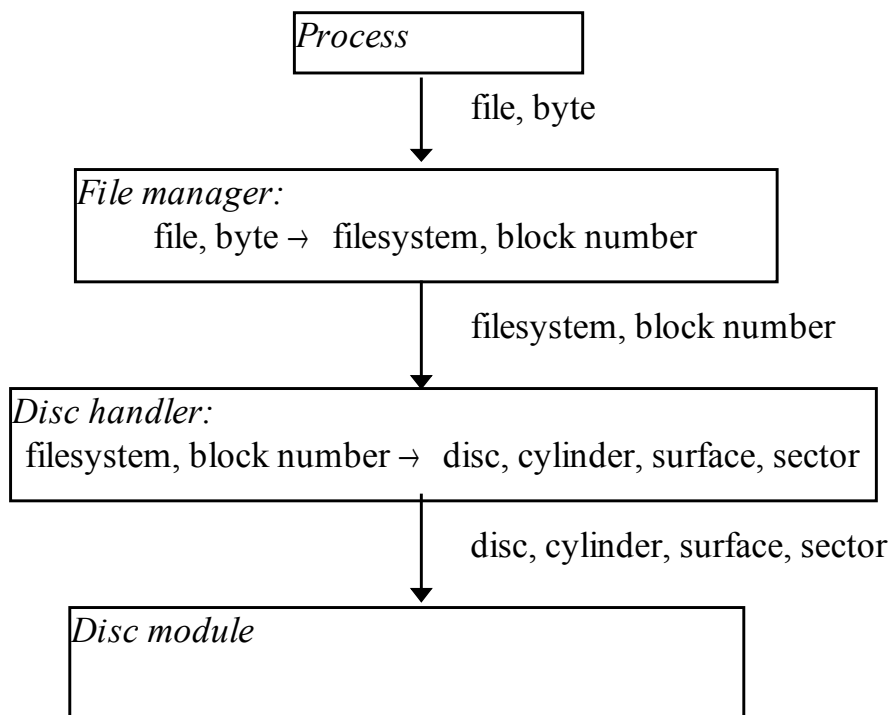 Process
file, byte
File manager:
file, byte → filesystem, block number
filesystem, block number
Disc handler:
filesystem, block number → disc, cylinder, surface, sector
disc, cylinder, surface, sector
Disc module